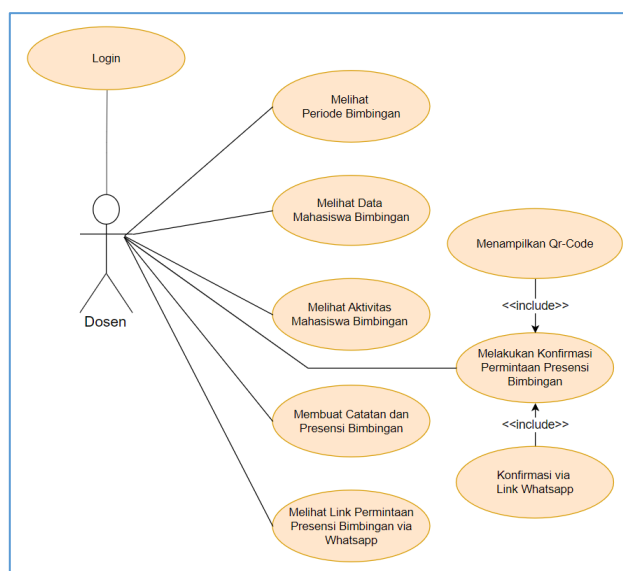 Login
Melihat
Periode Bimbingan
Melihat Data
Mahasiswa Bimbingan
Menampilkan Qr-Code
<<include>>
Dosen
Melihat Aktivitas
Mahasiswa Bimbingan
Melakukan Konfirmasi
Permintaan Presensi
Bimbingan
Membuat Catatan dan
Presensi Bimbingan
<<include>>
Konfirmasi via
Link Whatsapp
Melihat Link Permintaan
Presensi Bimbingan via
Whatsapp